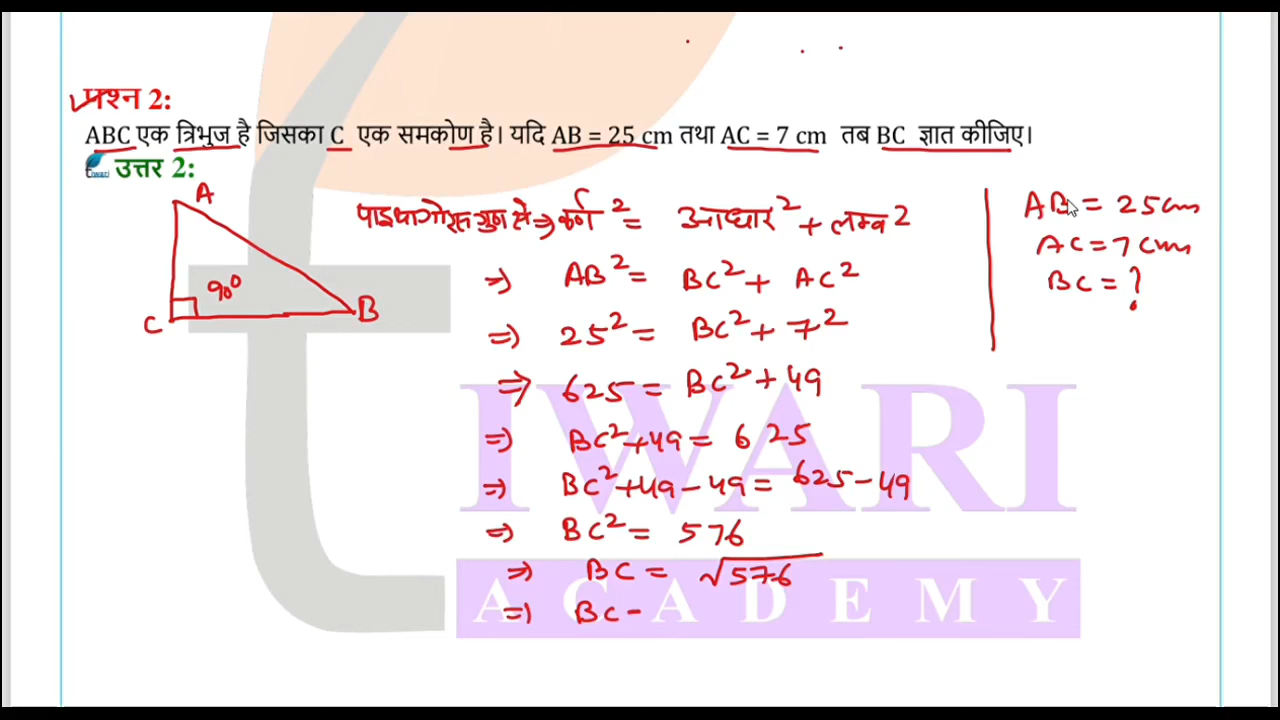 प्रश्न 2:
ABC एक त्रिभुज है जिसका C एक समकोण है। यदि AB = 25 cm तथा AC = 7 cm तब BC ज्ञात कीजिए।
उत्तर 2:
A
90°
C
B
पाइथागोरस गुण से => कर्ण² = आधार² + लम्ब²
=> AB² = BC² + AC²
=> 25² = BC² + 7²
=> 625 = BC² + 49
=> BC² + 49 = 625
=> BC² + 49 - 49 = 625 - 49
=> BC² = 576
=> BC = √576
=> BC -
AB = 25cm
AC = 7cm
BC = ?
IWARI
ACADEMY